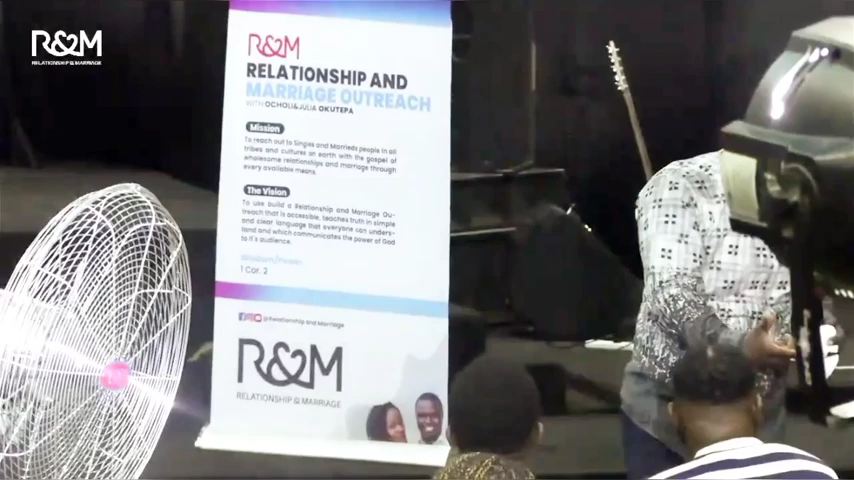 R&M
RELATIONSHIP & MARRIAGE
R&M
RELATIONSHIP AND
MARRIAGE OUTREACH
WITH OCHOLI&JULIA OKUTEPA
Mission
To reach out to Singles and Marrieds people in all
tribes and cultures on earth with the gospel of
wholesome relationships and marriage through
every available means.
The Vision
To use build a Relationship and Marriage Ou-
treach that is accessible, teaches truth in simple
and clear language that everyone can unders-
land and which communicates the power of God
to it's audience.
Wisdom/Power
1 Cor. 2
@Relationship and Marriage
R&M
RELATIONSHIP & MARRIAGE